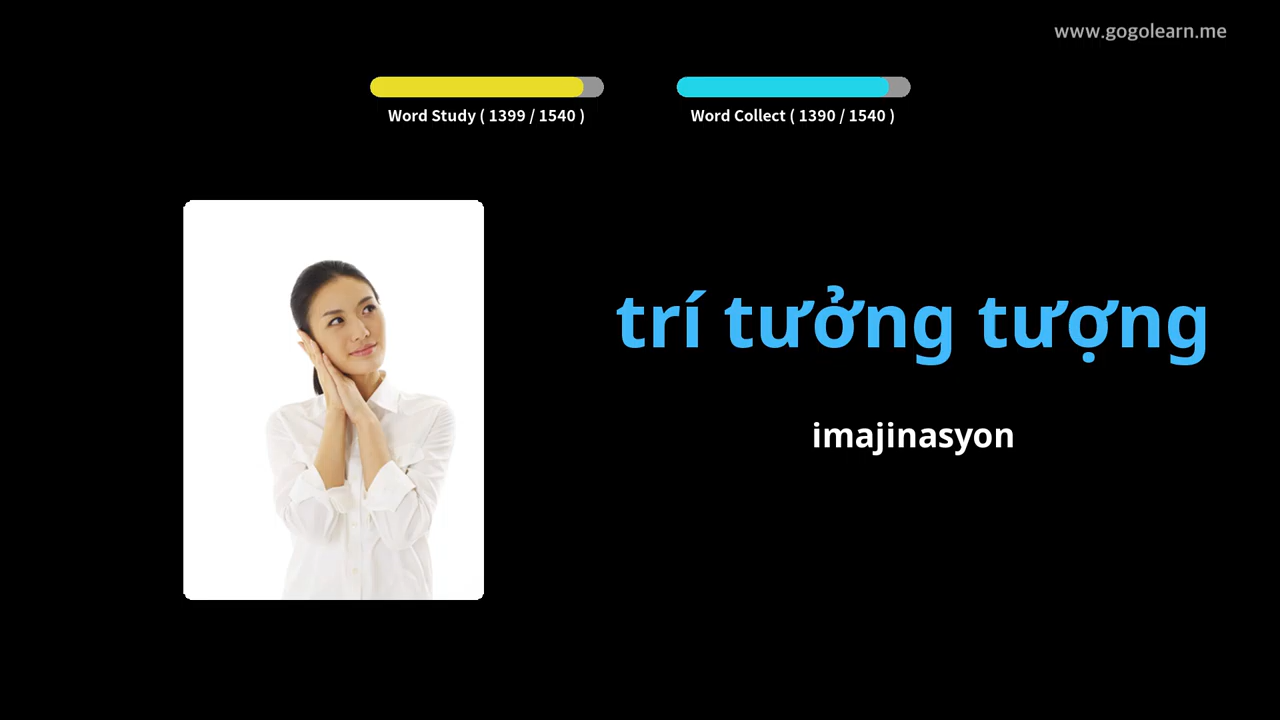 www.gogolearn.me
Word Study ( 1399 / 1540 )
Word Collect ( 1390 / 1540 )
trí tưởng tượng
imajinasyon